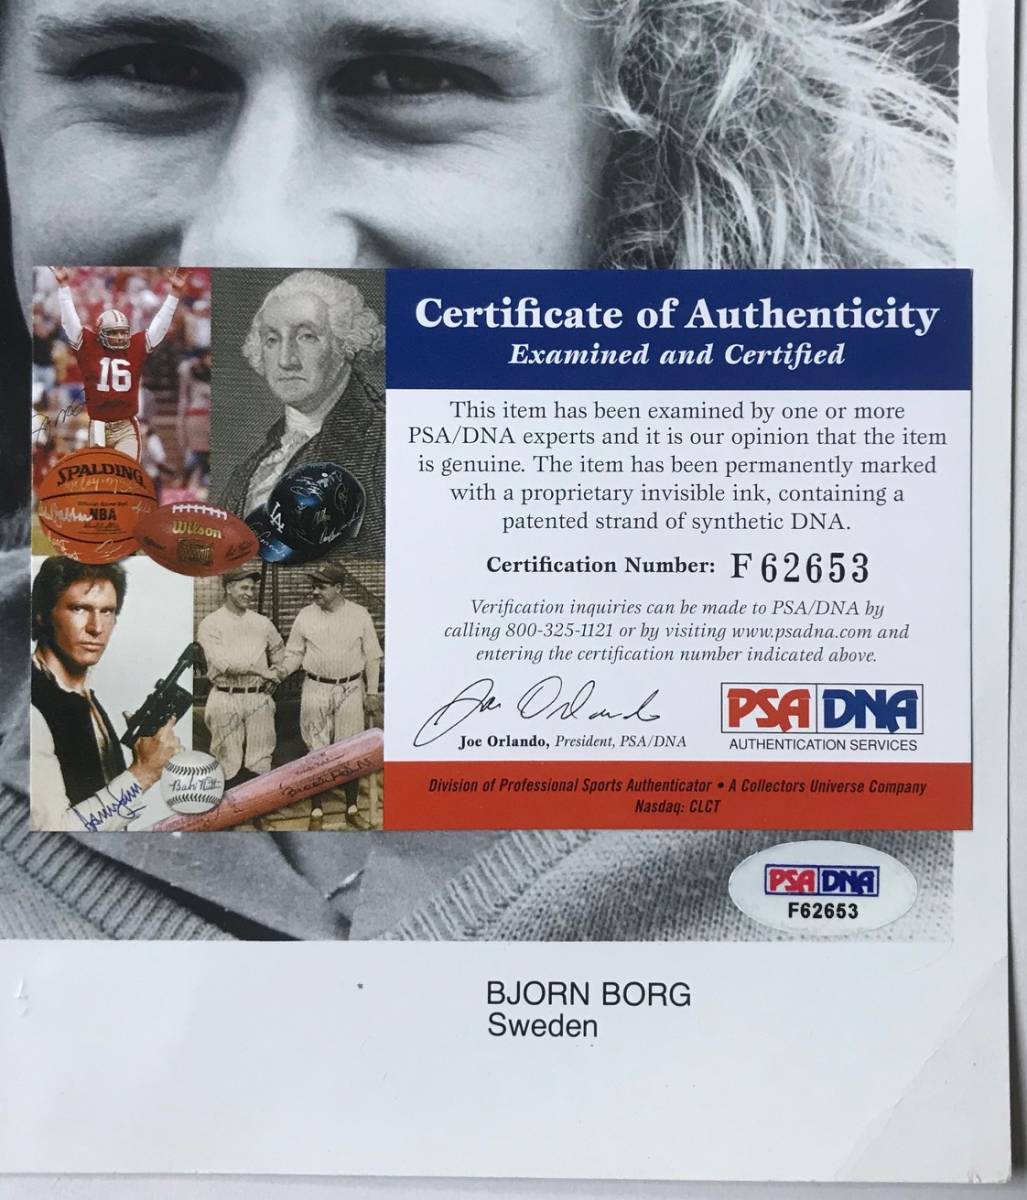 Certificate of Authenticity
Examined and Certified
This item has been examined by one or more
PSA/DNA experts and it is our opinion that the item
is genuine. The item has been permanently marked
with a proprietary invisible ink, containing a
patented strand of synthetic DNA.
Certification Number: F62653
Verification inquiries can be made to PSA/DNA by
calling 800-325-1121 or by visiting www.psadna.com and
entering the certification number indicated above.
Joe Orlando
Joe Orlando, President, PSA/DNA
PSA DNA
AUTHENTICATION SERVICES
Division of Professional Sports Authenticator • A Collectors Universe Company
Nasdaq: CLCT
16
SPALDING
NBA
Wilson
LA
Babe Ruth
PSA DNA
F62653
BJORN BORG
Sweden